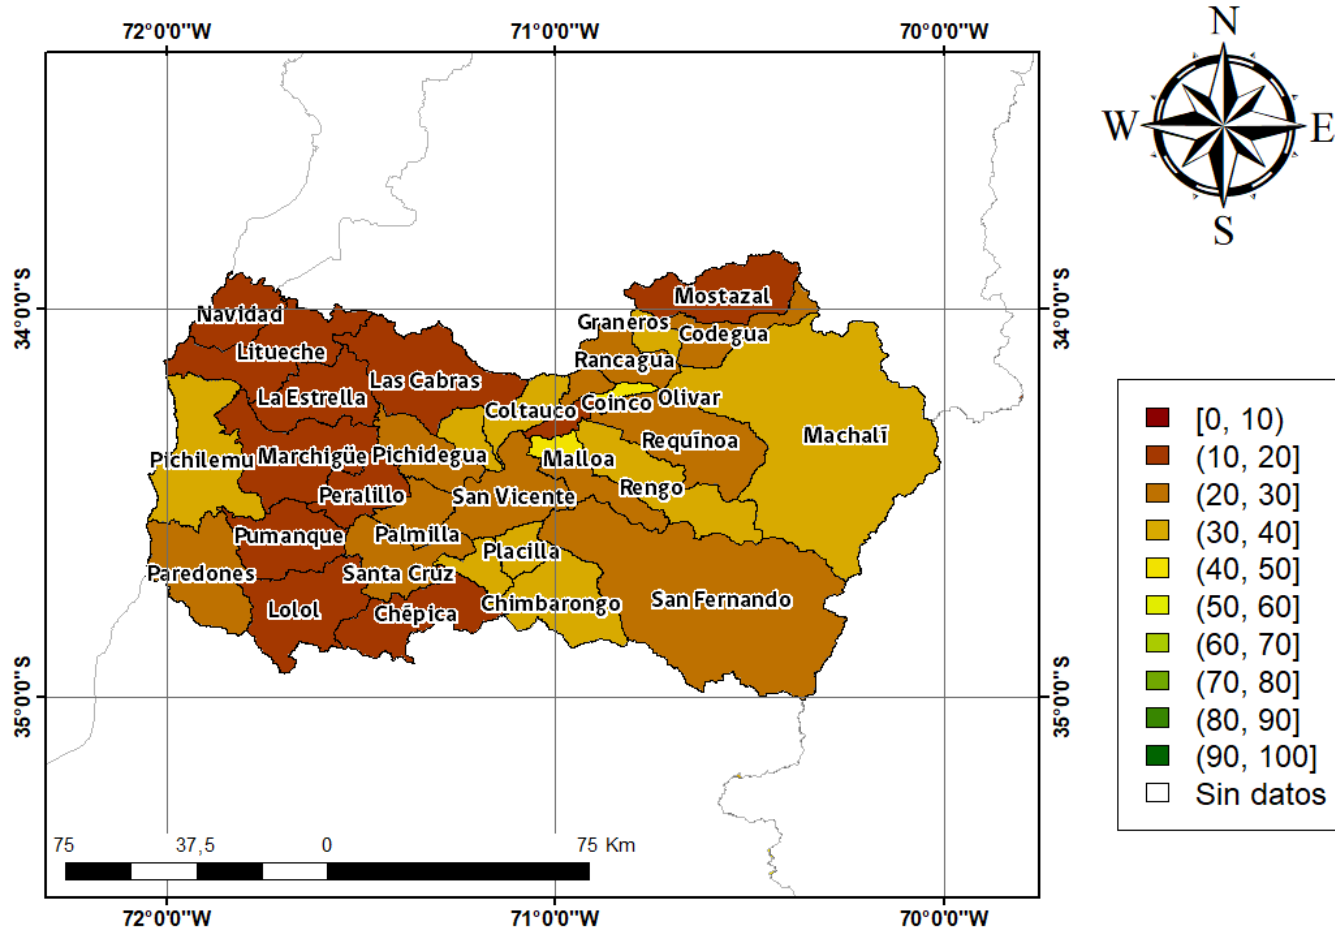 72°0'0"W 71°0'0"W 70°0'0"W
N
W E
S
34°0'0"S 34°0'0"S
Mostazal
Navidad
Graneros
Codegua
Litueche
Rancagua
Las Cabras
La Estrella
Coinco
Olivar
Coltauco
Requínoa
Machalí
Pichilemu
Marchigüe
Pichidegua
Malloa
Rengo
Peralillo
San Vicente
Pumanque
Palmilla
Placilla
Paredones
Santa Cruz
San Fernando
Chimbarongo
Lolol
Chépica
35°0'0"S 35°0'0"S
75 37,5 0 75 Km
72°0'0"W 71°0'0"W 70°0'0"W
[0, 10)
(10, 20]
(20, 30]
(30, 40]
(40, 50]
(50, 60]
(60, 70]
(70, 80]
(80, 90]
(90, 100]
Sin datos